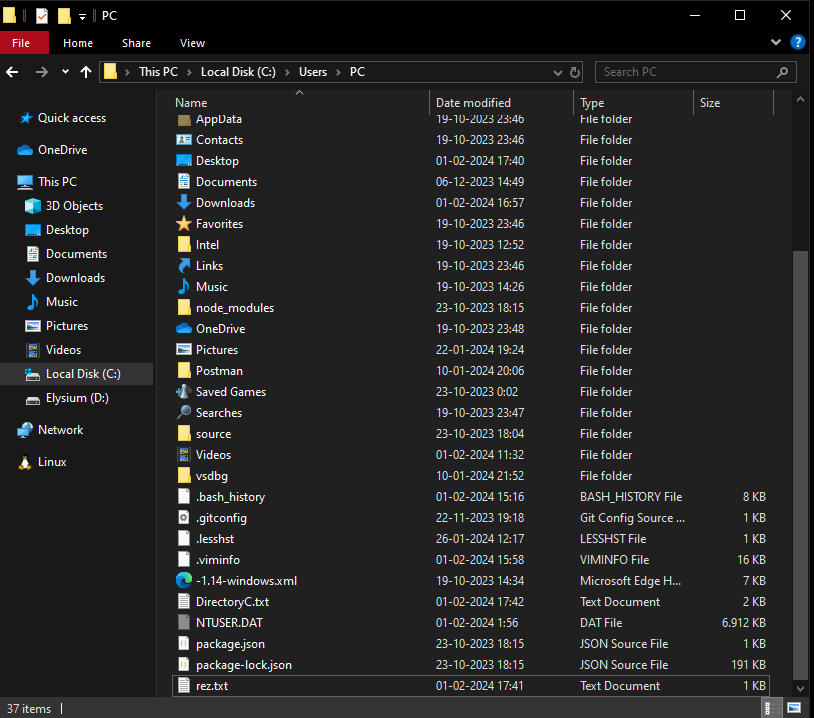 PC
File Home Share View
This PC Local Disk (C:) Users PC
Search PC
Quick access
OneDrive
This PC
3D Objects
Desktop
Documents
Downloads
Music
Pictures
Videos
Local Disk (C:)
Elysium (D:)
Network
Linux
Name Date modified Type Size
AppData 19-10-2023 23:46 File folder
Contacts 19-10-2023 23:46 File folder
Desktop 01-02-2024 17:40 File folder
Documents 06-12-2023 14:49 File folder
Downloads 01-02-2024 16:57 File folder
Favorites 19-10-2023 23:46 File folder
Intel 19-10-2023 12:52 File folder
Links 19-10-2023 23:46 File folder
Music 19-10-2023 14:26 File folder
node_modules 23-10-2023 18:15 File folder
OneDrive 19-10-2023 23:48 File folder
Pictures 22-01-2024 19:24 File folder
Postman 10-01-2024 20:06 File folder
Saved Games 23-10-2023 0:02 File folder
Searches 19-10-2023 23:47 File folder
source 23-10-2023 18:04 File folder
Videos 01-02-2024 11:32 File folder
vsdbg 10-01-2024 21:52 File folder
.bash_history 01-02-2024 15:16 BASH_HISTORY File 8 KB
.gitconfig 22-11-2023 19:18 Git Config Source ... 1 KB
.lesshst 26-01-2024 12:17 LESSHST File 1 KB
.viminfo 01-02-2024 15:58 VIMINFO File 16 KB
-1.14-windows.xml 19-10-2023 14:34 Microsoft Edge H... 7 KB
DirectoryC.txt 01-02-2024 17:42 Text Document 2 KB
NTUSER.DAT 01-02-2024 1:56 DAT File 6.912 KB
package.json 23-10-2023 18:15 JSON Source File 1 KB
package-lock.json 23-10-2023 18:15 JSON Source File 191 KB
rez.txt 01-02-2024 17:41 Text Document 1 KB
37 items